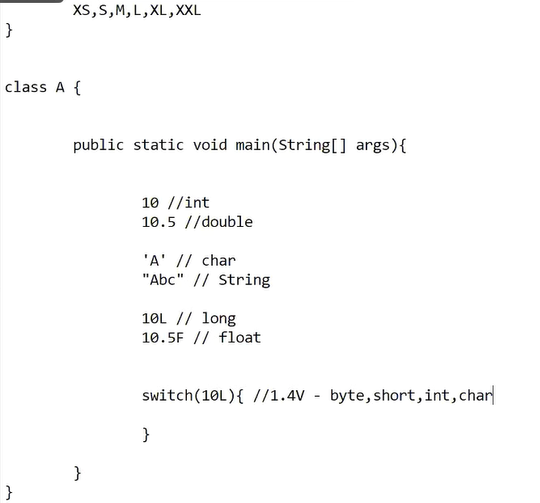 XS,S,M,L,XL,XXL
}
class A {
public static void main(String[] args){
10 //int
10.5 //double
'A' // char
"Abc" // String
10L // long
10.5F // float
switch(10L){ //1.4V - byte,short,int,char
}
}
}